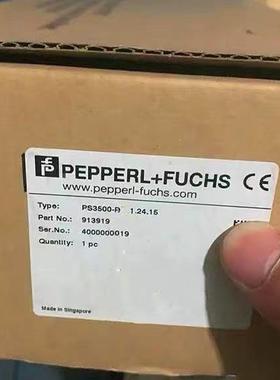 PEPPERL+FUCHS CE
www.pepperl-fuchs.com
Type: PS3500-R 1.24.15
Part No.: 913919
Ser.No.: 4000000019
Quantity: 1 pc
Made in Singapore